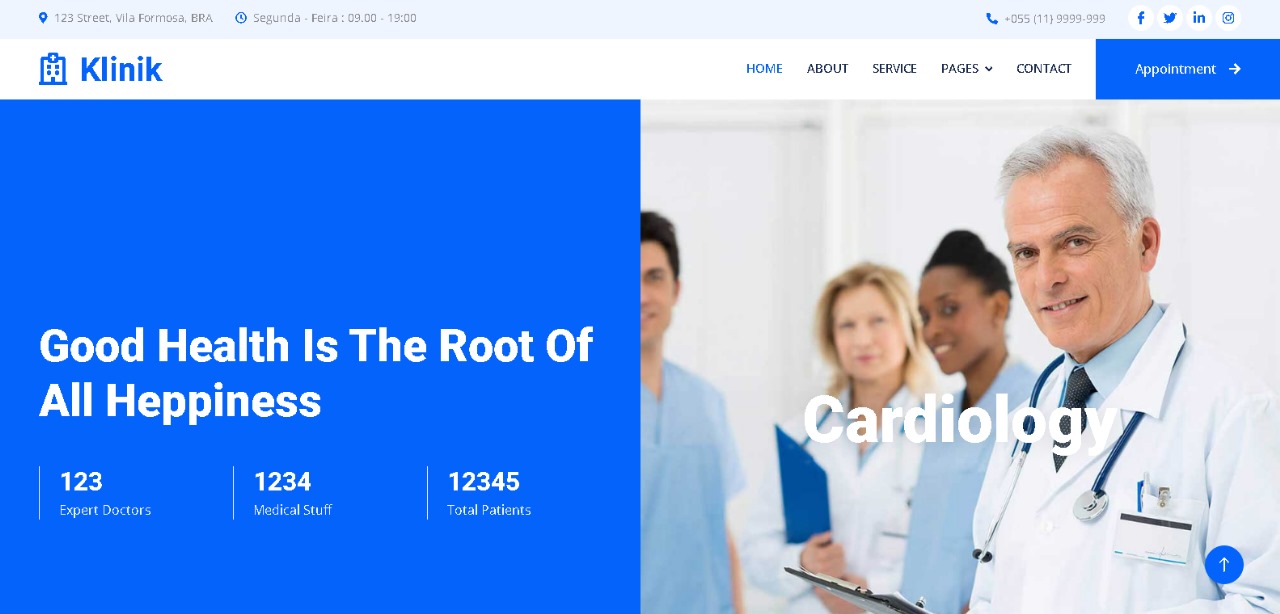 123 Street, Vila Formosa, BRA
Segunda - Feira : 09.00 - 19:00
+055 (11) 9999-999
Klinik
HOME
ABOUT
SERVICE
PAGES
CONTACT
Appointment
Good Health Is The Root Of
All Heppiness
123
Expert Doctors
1234
Medical Stuff
12345
Total Patients
Cardiology